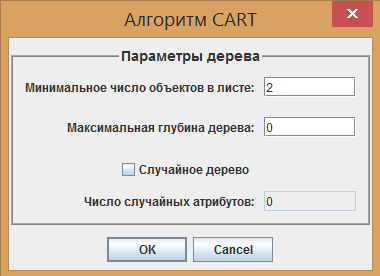 Алгоритм CART
Параметры дерева
Минимальное число объектов в листе: 2
Максимальная глубина дерева: 0
Случайное дерево
Число случайных атрибутов: 0
OK Cancel